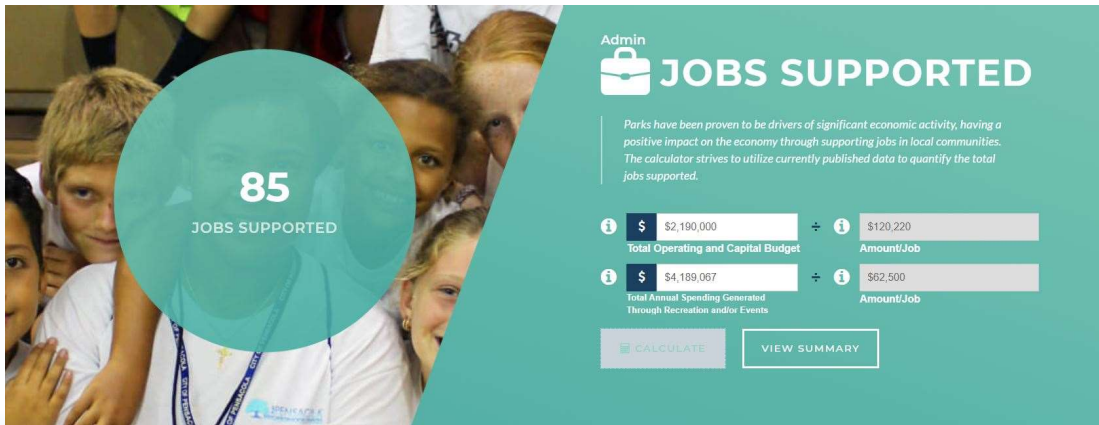 85
JOBS SUPPORTED
CITY OF PENSACOLA
Admin
JOBS SUPPORTED
Parks have been proven to be drivers of significant economic activity, having a
positive impact on the economy through supporting jobs in local communities.
The calculator strives to utilize currently published data to quantify the total
jobs supported.
i $ $2,190,000 ÷ i $120,220
Total Operating and Capital Budget Amount/Job
i $ $4,189,067 ÷ i $62,500
Total Annual Spending Generated Amount/Job
Through Recreation and/or Events
CALCULATE VIEW SUMMARY